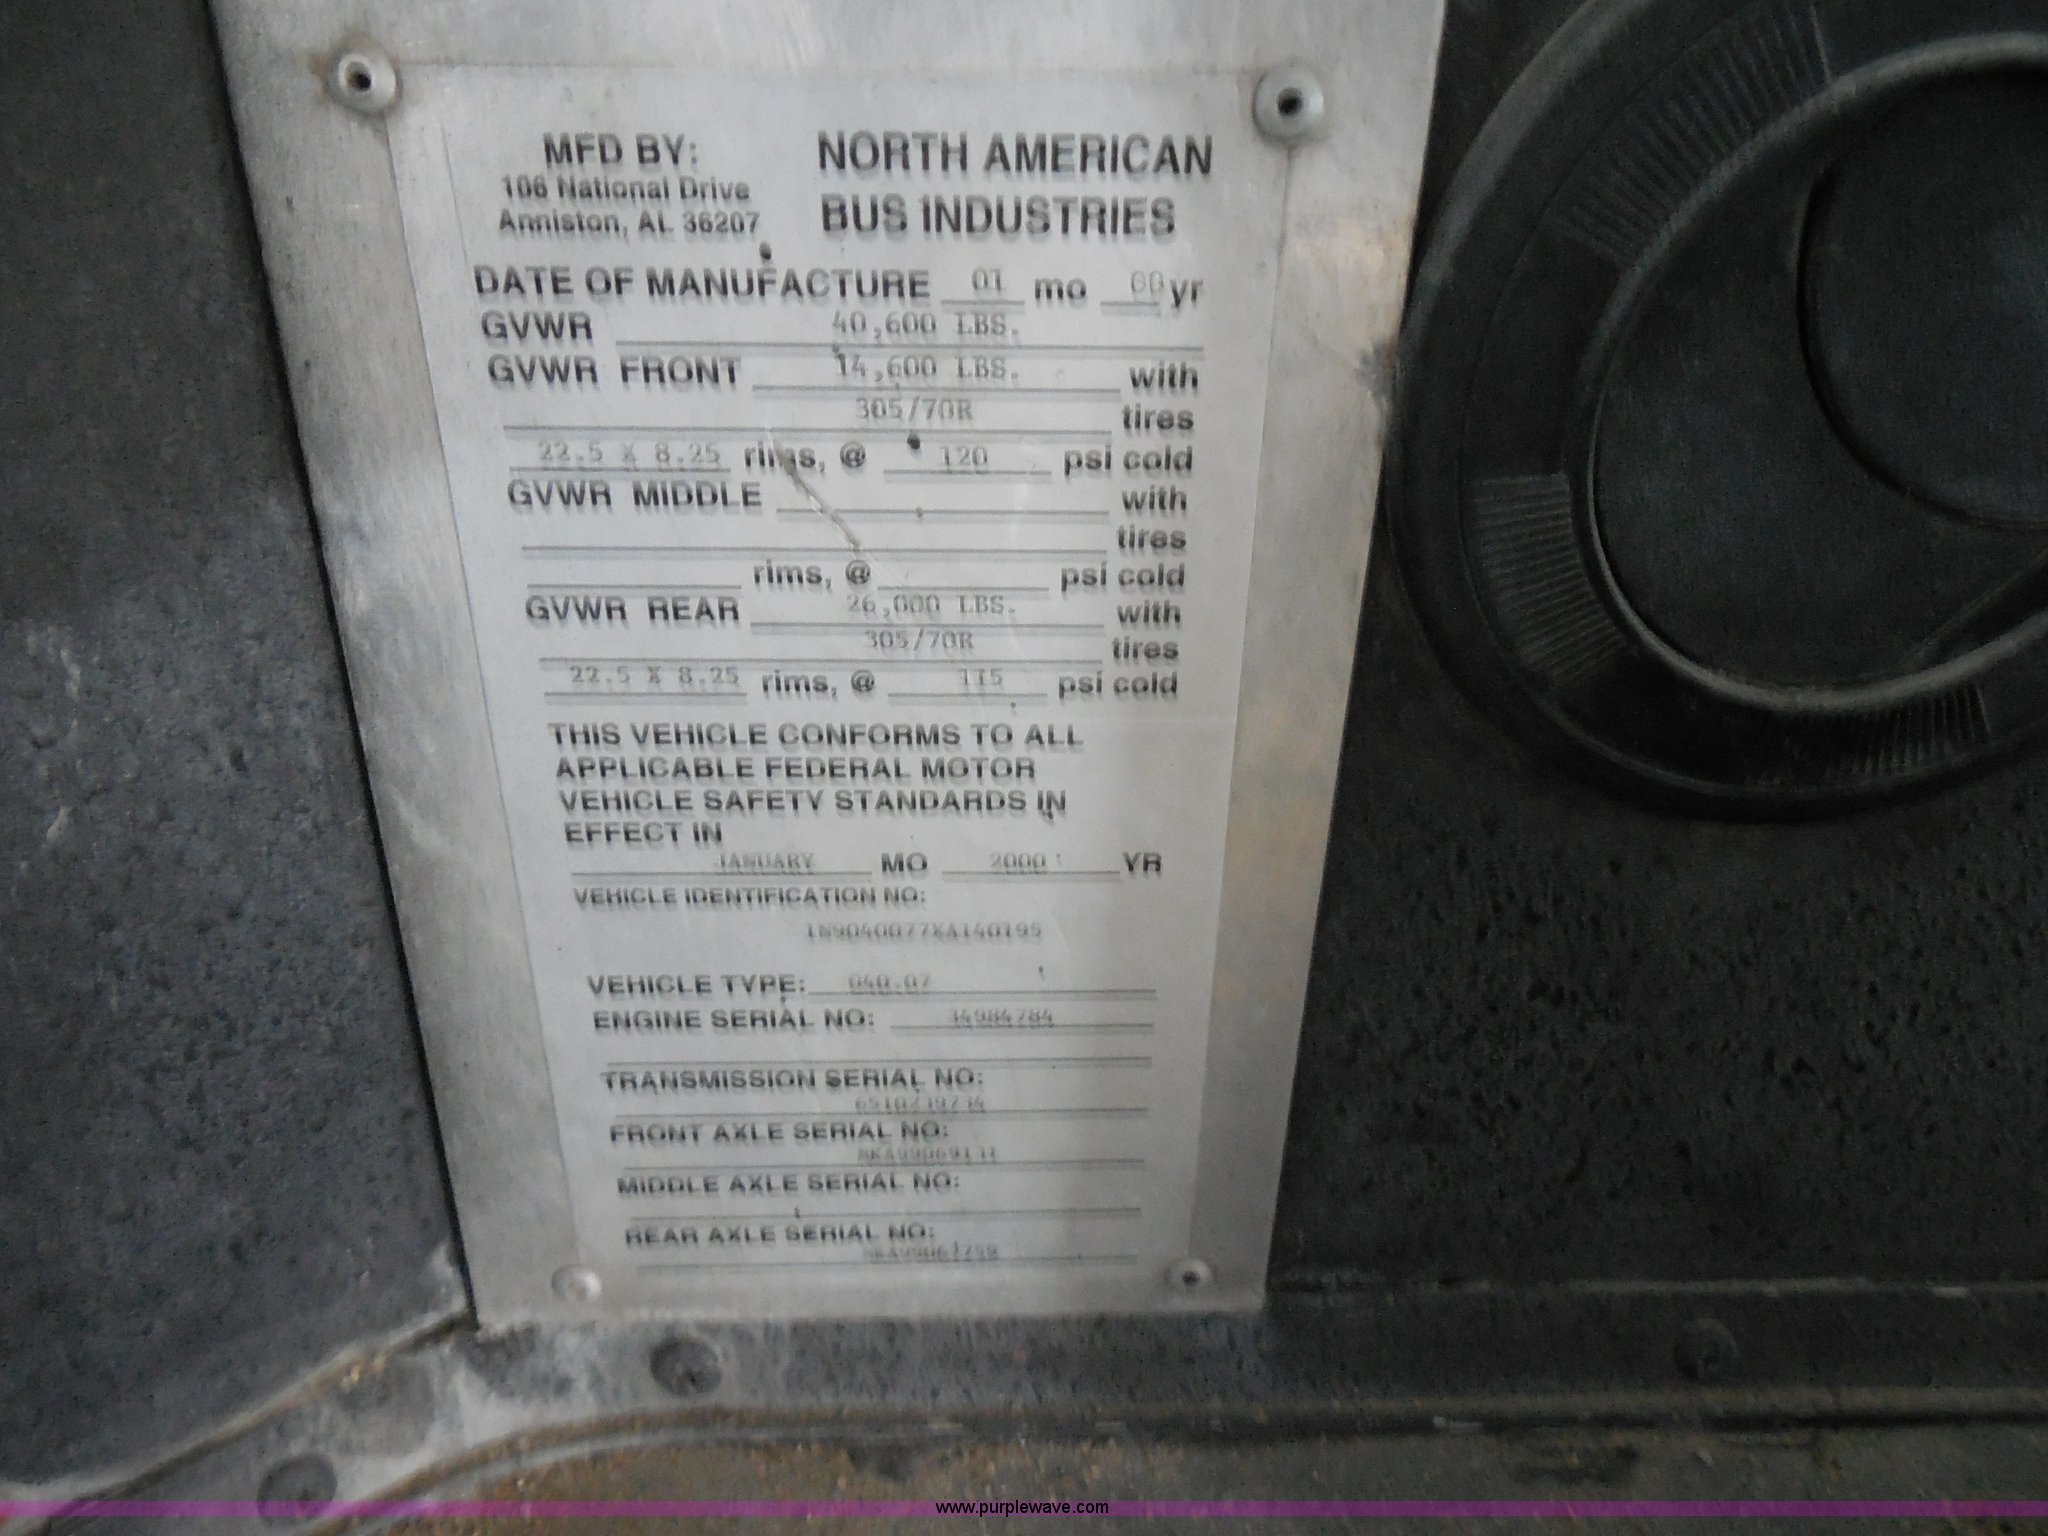 MFD BY: NORTH AMERICAN
106 National Drive BUS INDUSTRIES
Anniston, AL 36207
DATE OF MANUFACTURE 01 mo 00 yr
GVWR 40,600 LBS.
GVWR FRONT 14,600 LBS. with
305/70R tires
22.5 X 8.25 rims, @ 120 psi cold
GVWR MIDDLE with
tires
rims, @ psi cold
GVWR REAR 26,000 LBS. with
305/70R tires
22.5 X 8.25 rims, @ 115 psi cold
THIS VEHICLE CONFORMS TO ALL
APPLICABLE FEDERAL MOTOR
VEHICLE SAFETY STANDARDS IN
EFFECT IN
JANUARY MO 2000 YR
VEHICLE IDENTIFICATION NO:
1N9040077XA140195
VEHICLE TYPE: 040.07
ENGINE SERIAL NO: 34984784
TRANSMISSION SERIAL NO:
FRONT AXLE SERIAL NO:
MIDDLE AXLE SERIAL NO:
REAR AXLE SERIAL NO:
www.purplewave.com